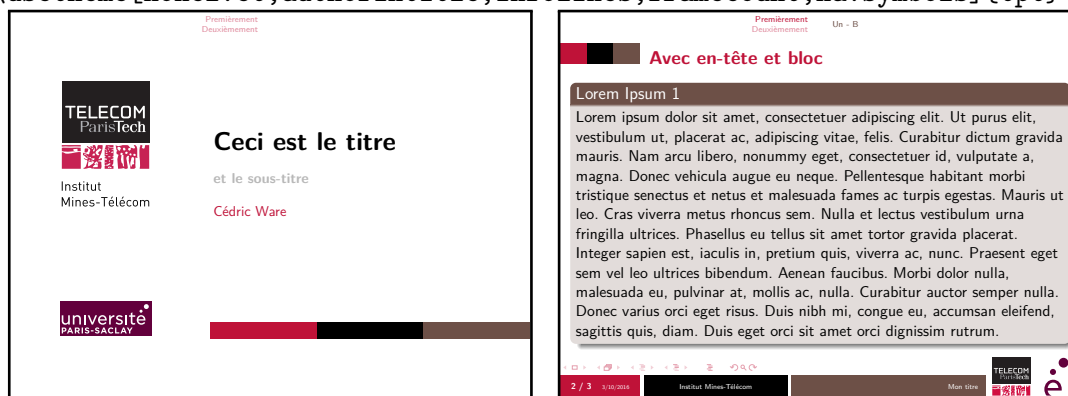 Premièrement
Deuxièmement
TELECOM
ParisTech
Institut
Mines-Télécom
Ceci est le titre
et le sous-titre
Cédric Ware
université
PARIS-SACLAY
Premièrement
Deuxièmement
Un - B
Avec en-tête et bloc
Lorem Ipsum 1
Lorem ipsum dolor sit amet, consectetuer adipiscing elit. Ut purus elit,
vestibulum ut, placerat ac, adipiscing vitae, felis. Curabitur dictum gravida
mauris. Nam arcu libero, nonummy eget, consectetuer id, vulputate a,
magna. Donec vehicula augue eu neque. Pellentesque habitant morbi
tristique senectus et netus et malesuada fames ac turpis egestas. Mauris ut
leo. Cras viverra metus rhoncus sem. Nulla et lectus vestibulum urna
fringilla ultrices. Phasellus eu tellus sit amet tortor gravida placerat.
Integer sapien est, iaculis in, pretium quis, viverra ac, nunc. Praesent eget
sem vel leo ultrices bibendum. Aenean faucibus. Morbi dolor nulla,
malesuada eu, pulvinar at, mollis ac, nulla. Curabitur auctor semper nulla.
Donec varius orci eget risus. Duis nibh mi, congue eu, accumsan eleifend,
sagittis quis, diam. Duis eget orci sit amet orci dignissim rutrum.
2 / 3 3/10/2016 Institut Mines-Télécom Mon titre
TELECOM
ParisTech